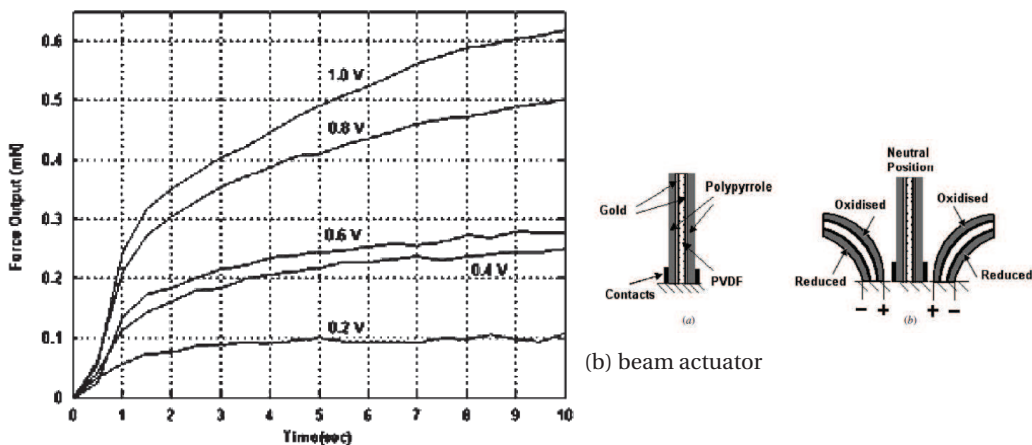 0.6
0.5
0.4
0.3
0.2
0.1
0
Force Output (mN)
1.0 V
0.8 V
0.6 V
0.4 V
0.2 V
0 1 2 3 4 5 6 7 8 9 10
Time(sec)
Gold
Polypyrrole
PVDF
Contacts
(a)
Neutral
Position
Oxidised
Oxidised
Reduced
Reduced
− + + −
(b)
(b) beam actuator